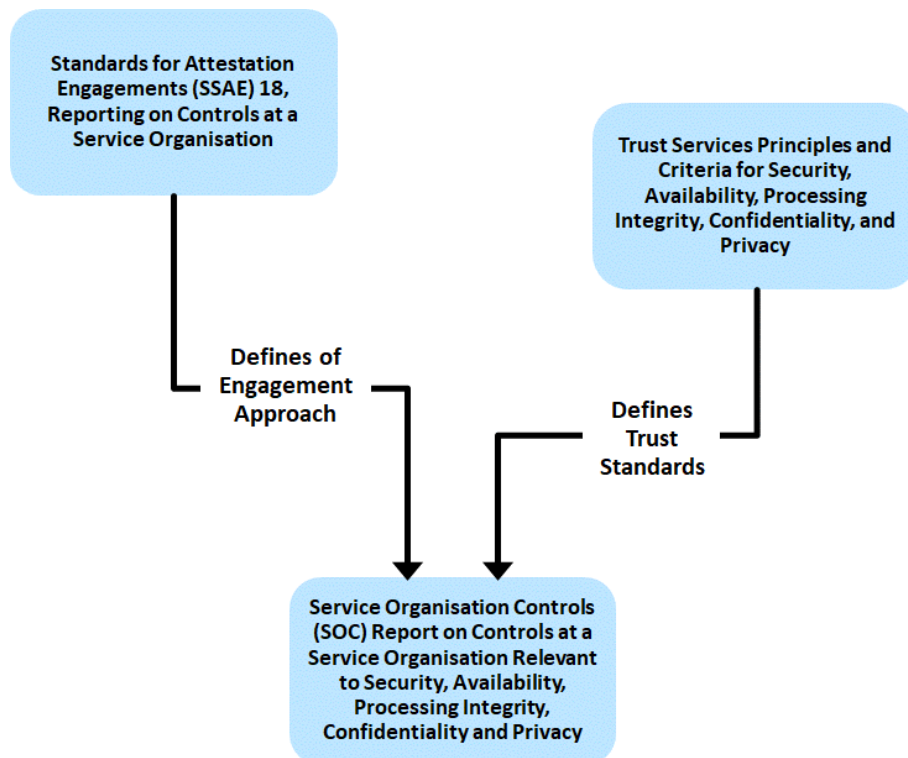 Standards for Attestation
Engagements (SSAE) 18,
Reporting on Controls at a
Service Organisation
Trust Services Principles and
Criteria for Security,
Availability, Processing
Integrity, Confidentiality, and
Privacy
Defines of
Engagement
Approach
Defines
Trust
Standards
Service Organisation Controls
(SOC) Report on Controls at a
Service Organisation Relevant
to Security, Availability,
Processing Integrity,
Confidentiality and Privacy